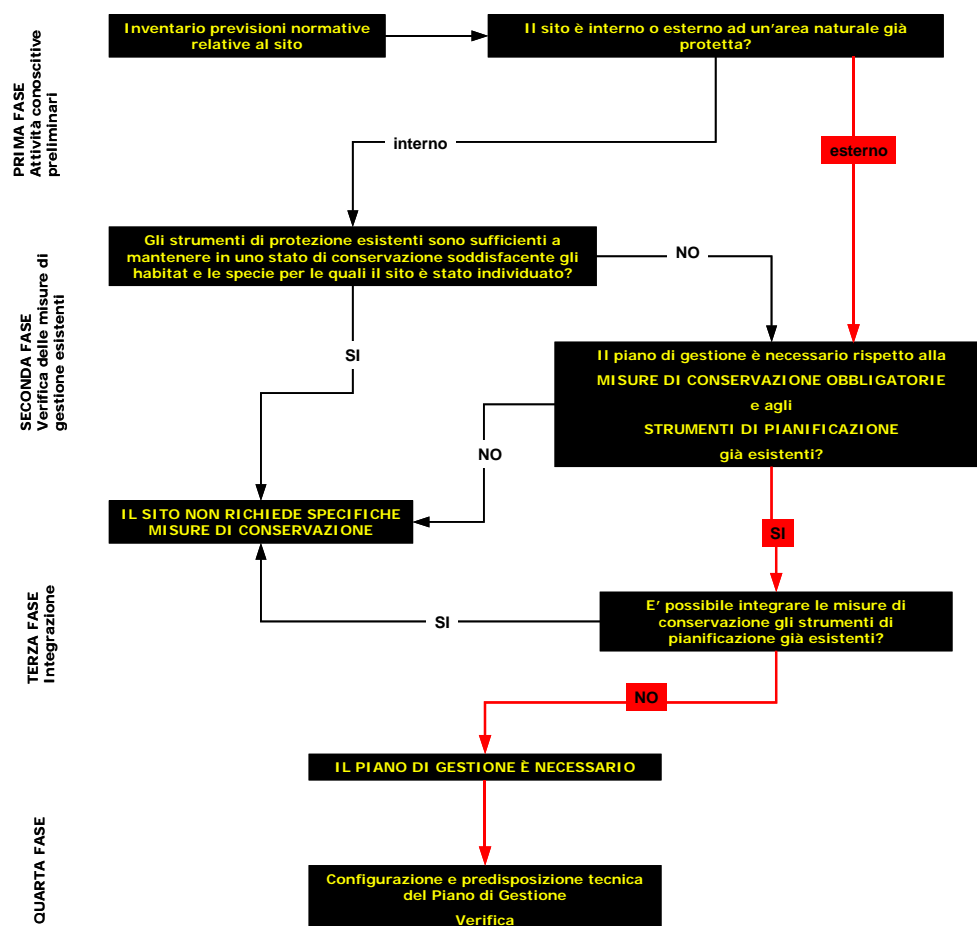 Inventario previsioni normative
relative al sito
Il sito è interno o esterno ad un'area naturale già
protetta?
PRIMA FASE
Attività conoscitive
preliminari
interno
esterno
Gli strumenti di protezione esistenti sono sufficienti a
mantenere in uno stato di conservazione soddisfacente gli
habitat e le specie per le quali il sito è stato individuato?
NO
SECONDA FASE
Verifica delle misure di
gestione esistenti
SI
Il piano di gestione è necessario rispetto alla
MISURE DI CONSERVAZIONE OBBLIGATORIE
e agli
STRUMENTI DI PIANIFICAZIONE
già esistenti?
NO
IL SITO NON RICHIEDE SPECIFICHE
MISURE DI CONSERVAZIONE
SI
TERZA FASE
Integrazione
E' possibile integrare le misure di
conservazione gli strumenti di
pianificazione già esistenti?
SI
NO
IL PIANO DI GESTIONE È NECESSARIO
QUARTA FASE
Configurazione e predisposizione tecnica
del Piano di Gestione
Verifica